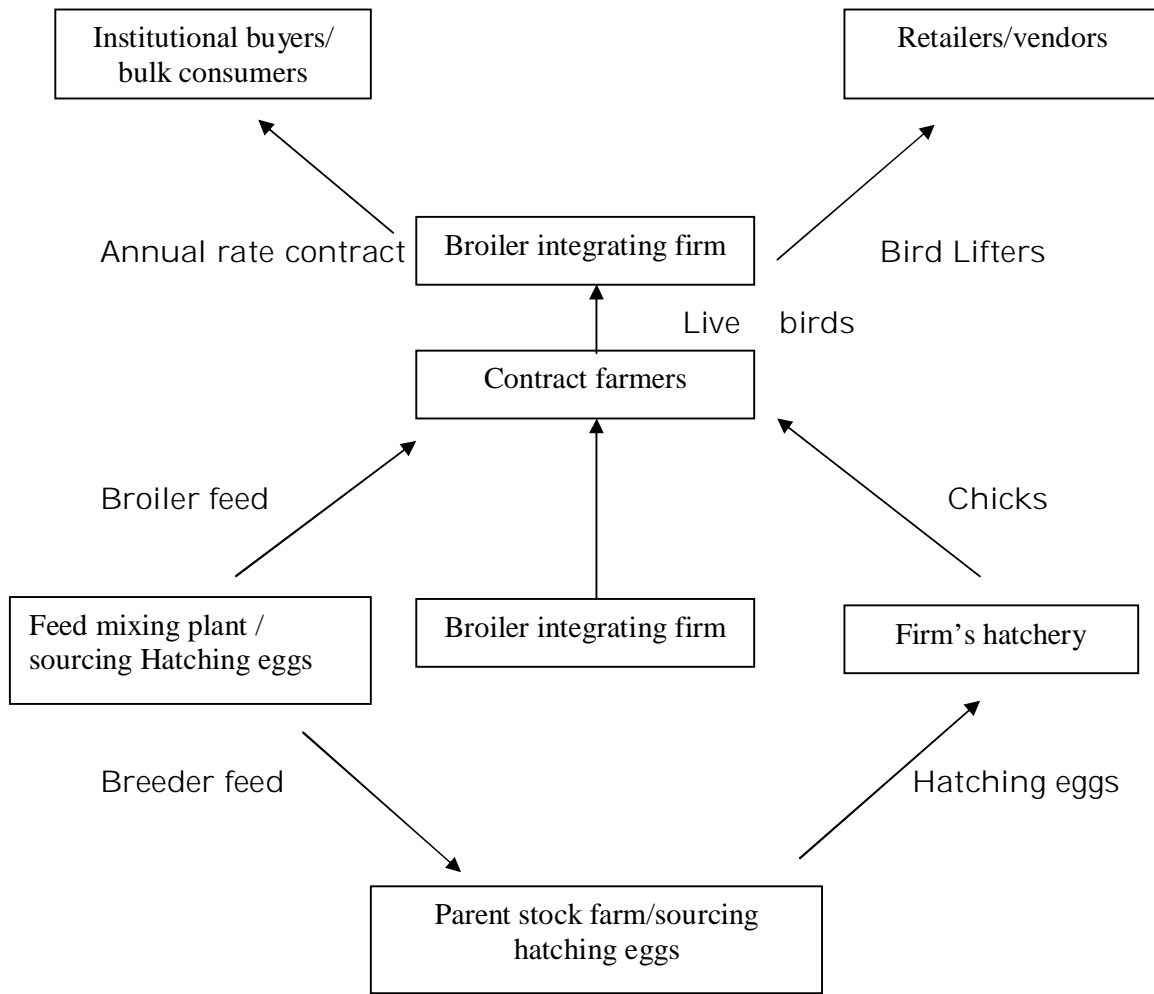 Institutional buyers/
bulk consumers
Retailers/vendors
Annual rate contract
Broiler integrating firm
Bird Lifters
Live birds
Contract farmers
Broiler feed
Chicks
Feed mixing plant /
sourcing Hatching eggs
Broiler integrating firm
Firm's hatchery
Breeder feed
Hatching eggs
Parent stock farm/sourcing
hatching eggs